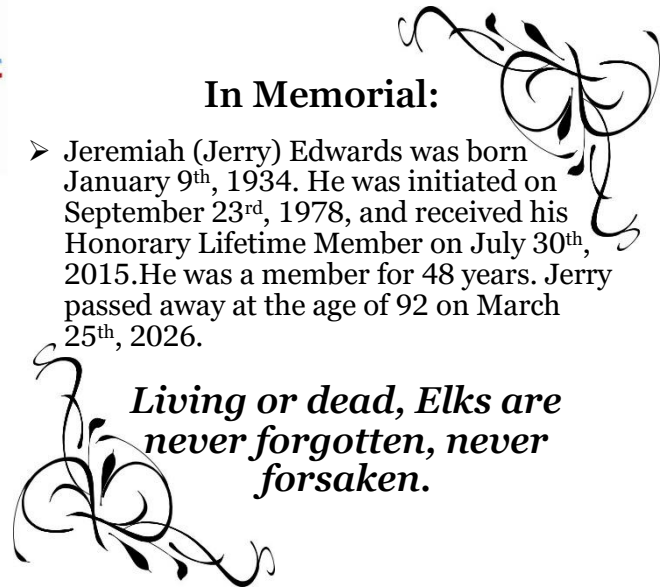 In Memorial:
➢ Jeremiah (Jerry) Edwards was born
January 9th, 1934. He was initiated on
September 23rd, 1978, and received his
Honorary Lifetime Member on July 30th,
2015.He was a member for 48 years. Jerry
passed away at the age of 92 on March
25th, 2026.
Living or dead, Elks are
never forgotten, never
forsaken.